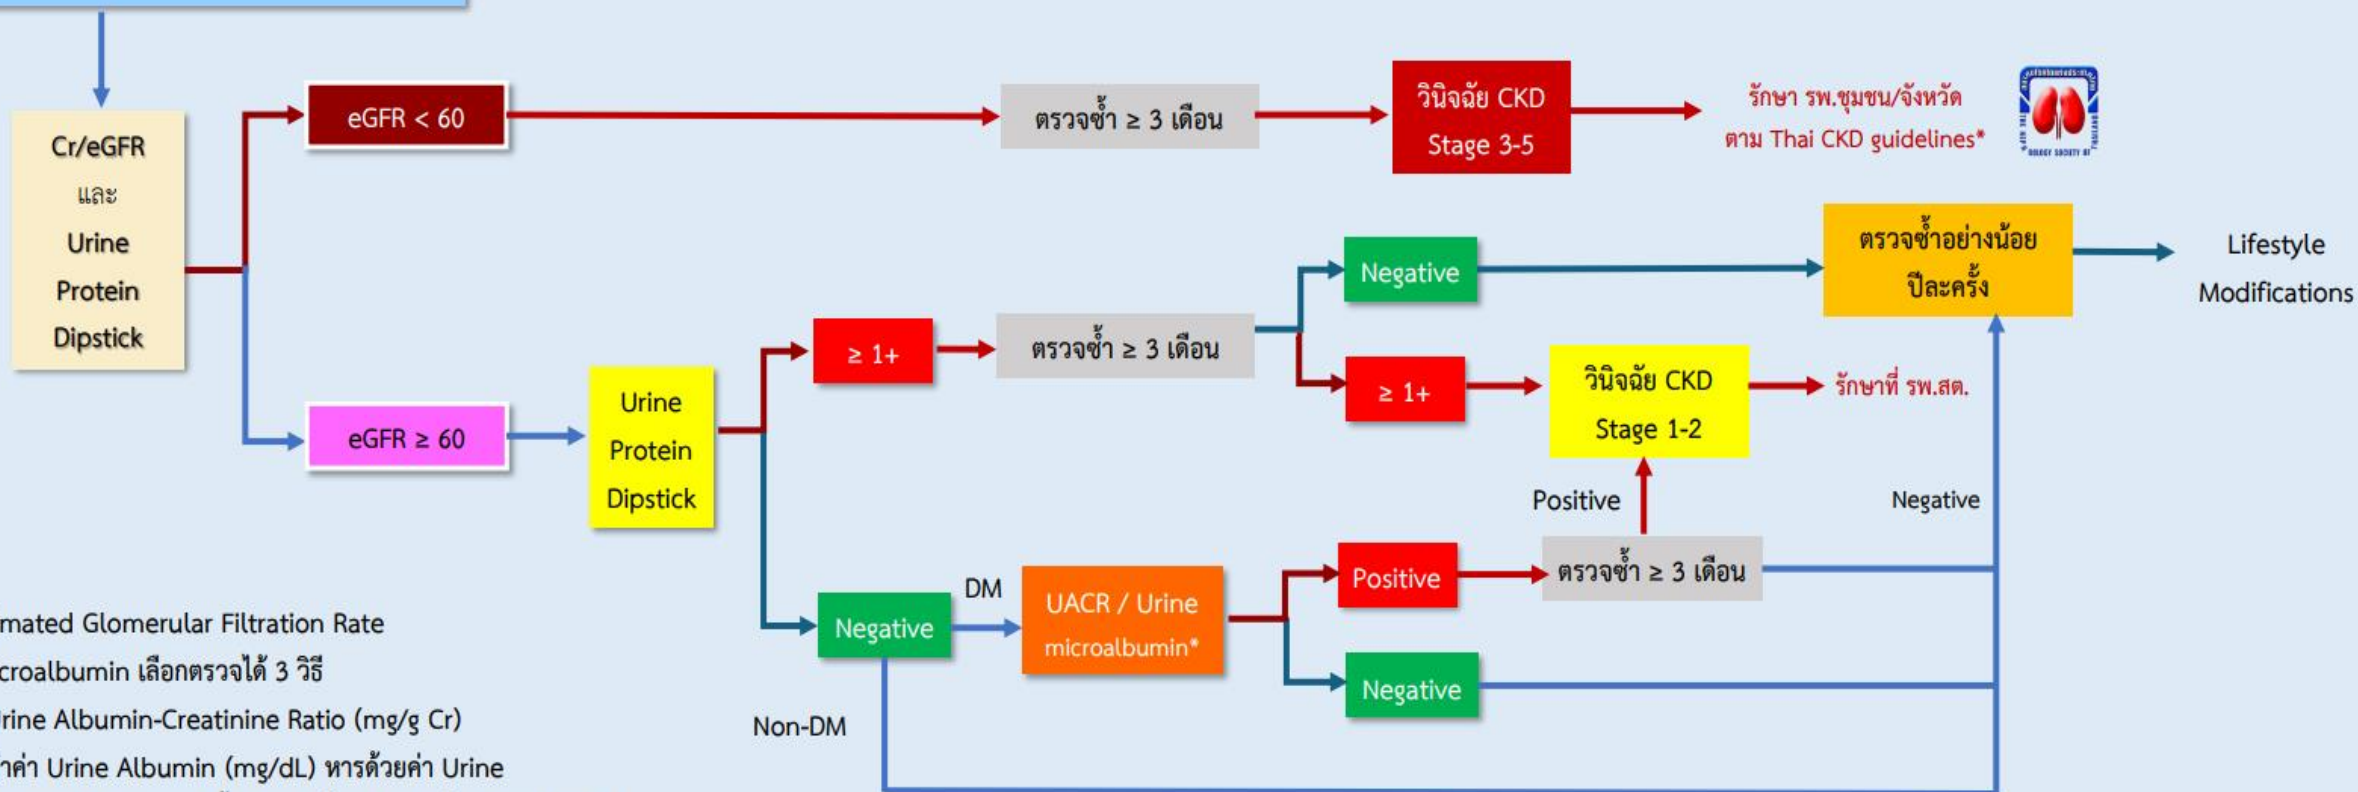 Cr/eGFR
และ
Urine
Protein
Dipstick
eGFR < 60
ตรวจซ้ำ ≥ 3 เดือน
วินิจฉัย CKD
Stage 3-5
รักษา รพ.ชุมชน/จังหวัด
ตาม Thai CKD guidelines*
eGFR ≥ 60
Urine
Protein
Dipstick
≥ 1+
ตรวจซ้ำ ≥ 3 เดือน
Negative
ตรวจซ้ำอย่างน้อย
ปีละครั้ง
Lifestyle
Modifications
≥ 1+
วินิจฉัย CKD
Stage 1-2
รักษาที่ รพ.สต.
Positive
Negative
Negative
DM
UACR / Urine
microalbumin*
Positive
ตรวจซ้ำ ≥ 3 เดือน
Negative
Non-DM
mated Glomerular Filtration Rate
croalbumin เลือกตรวจได้ 3 วิธี
Urine Albumin-Creatinine Ratio (mg/g Cr)
ค่า Urine Albumin (mg/dL) หารด้วยค่า Urine